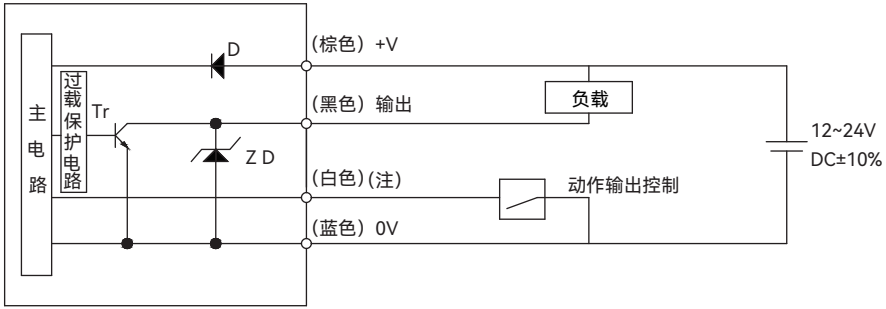 D
(棕色) +V
主电路
过载保护电路
Tr
(黑色) 输出
负载
Z D
12~24V
DC±10%
(白色) (注)
动作输出控制
(蓝色) 0V